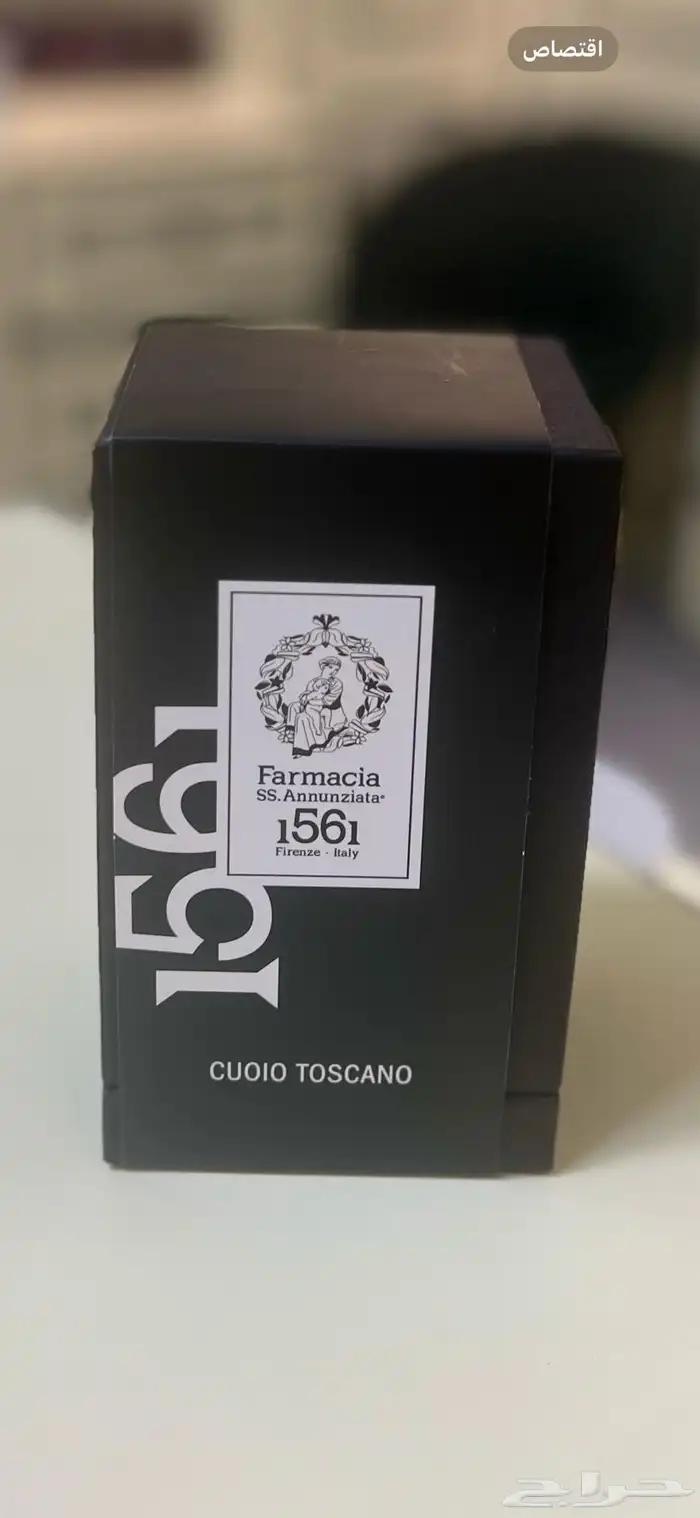 اقتصاص
Farmacia
SS. Annunziata®
1561
Firenze · Italy
1561
CUOIO TOSCANO
حراج